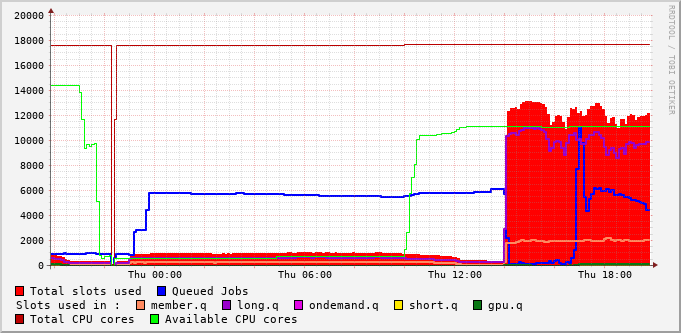 20000
18000
16000
14000
12000
10000
8000
6000
4000
2000
0
Thu 00:00 Thu 06:00 Thu 12:00 Thu 18:00
RRDTOOL / TOBI OETIKER
Total slots used Queued Jobs
Slots used in : member.q long.q ondemand.q short.q gpu.q
Total CPU cores Available CPU cores